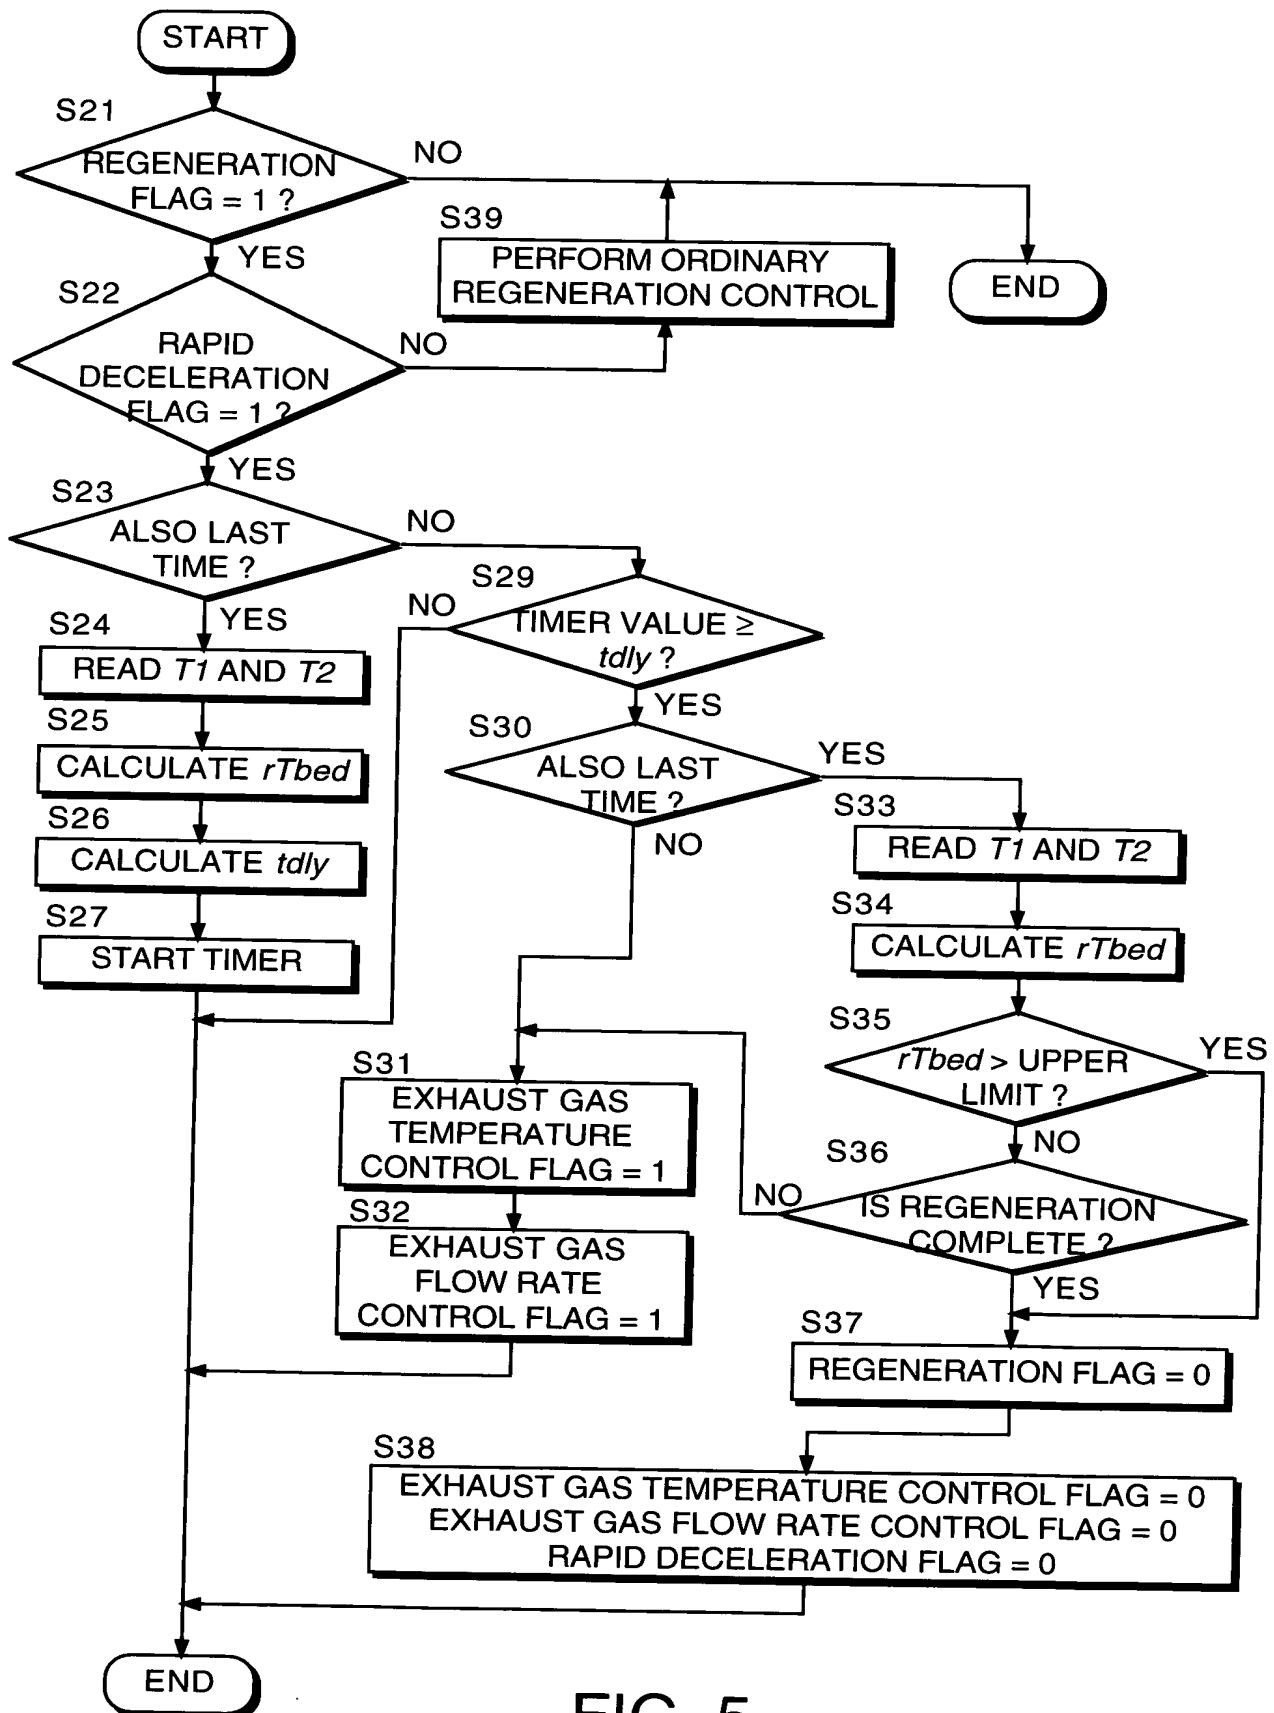 START
S21
REGENERATION
FLAG = 1 ?
NO
YES
S39
PERFORM ORDINARY
REGENERATION CONTROL
END
S22
RAPID
DECELERATION
FLAG = 1 ?
NO
YES
S23
ALSO LAST
TIME ?
NO
YES
S29
TIMER VALUE ≥
tdly ?
NO
YES
S24
READ T1 AND T2
S25
CALCULATE rTbed
S26
CALCULATE tdly
S27
START TIMER
S30
ALSO LAST
TIME ?
YES
NO
S33
READ T1 AND T2
S34
CALCULATE rTbed
S35
rTbed > UPPER
LIMIT ?
YES
NO
S31
EXHAUST GAS
TEMPERATURE
CONTROL FLAG = 1
S36
IS REGENERATION
COMPLETE ?
NO
YES
S32
EXHAUST GAS
FLOW RATE
CONTROL FLAG = 1
S37
REGENERATION FLAG = 0
S38
EXHAUST GAS TEMPERATURE CONTROL FLAG = 0
EXHAUST GAS FLOW RATE CONTROL FLAG = 0
RAPID DECELERATION FLAG = 0
END
FIG. 5